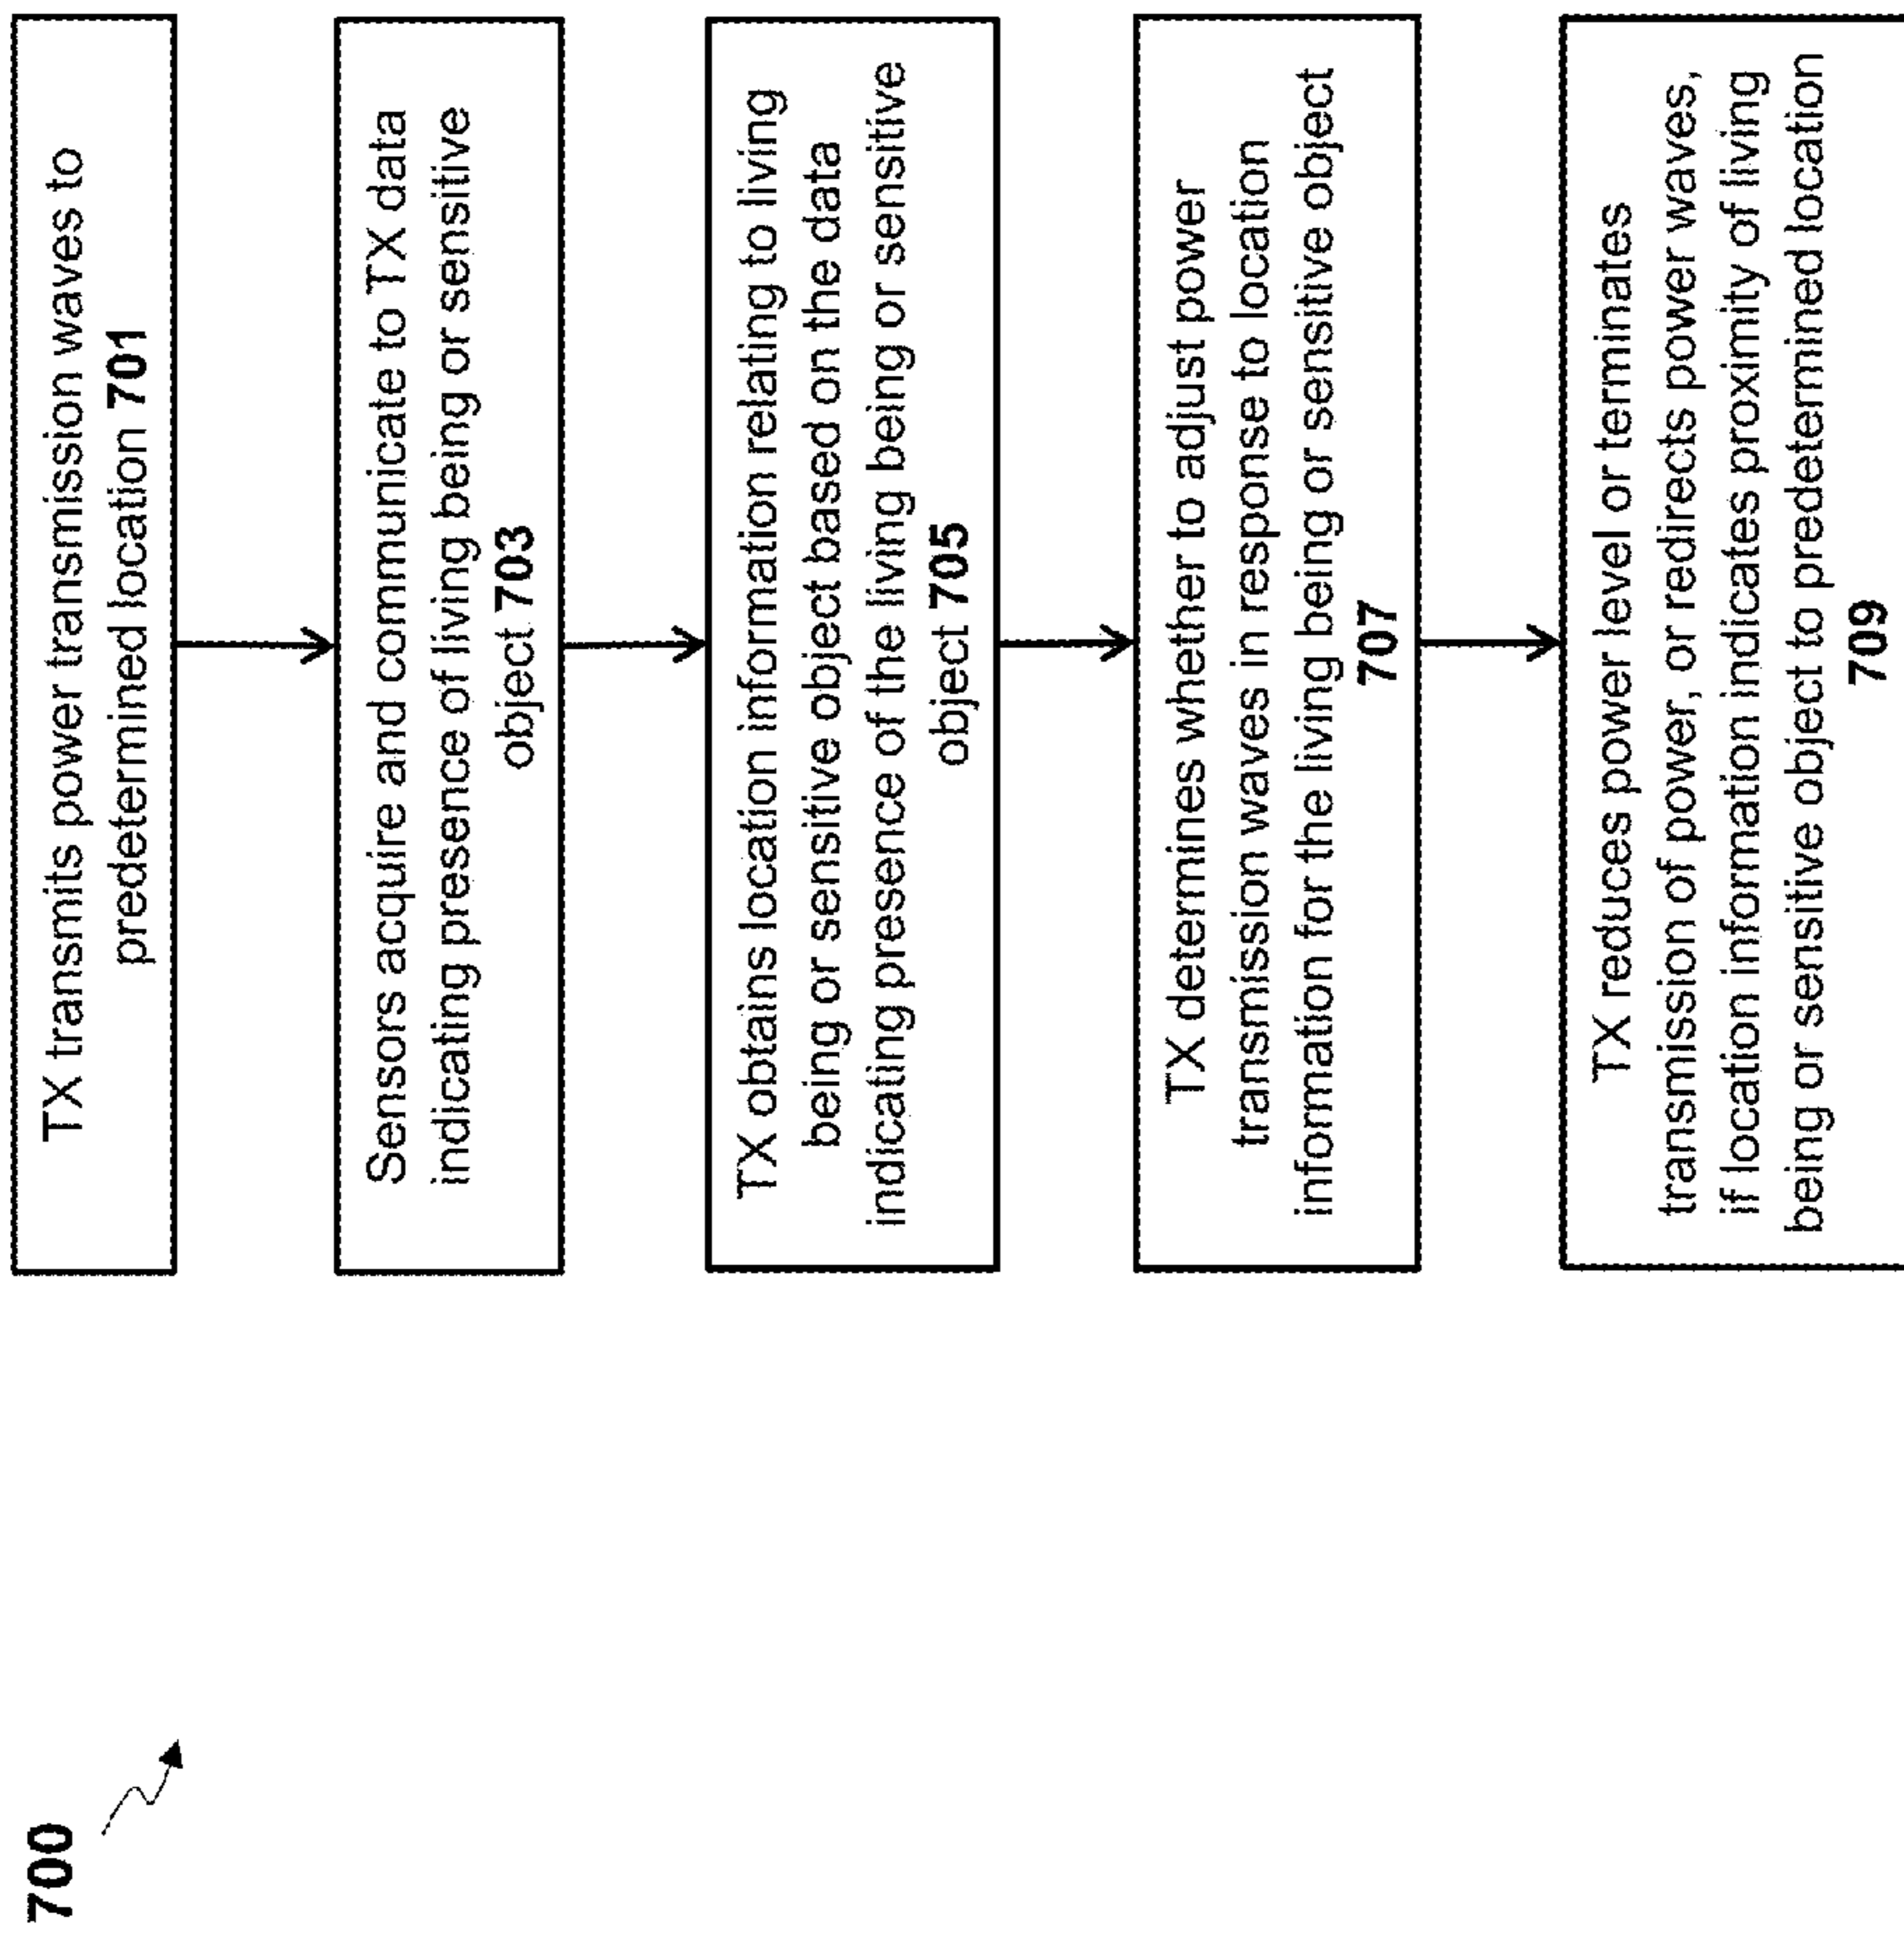 700
TX transmits power transmission waves to
predetermined location 701
Sensors acquire and communicate to TX data
indicating presence of living being or sensitive
object 703
TX obtains location information relating to living
being or sensitive object based on the data
indicating presence of the living being or sensitive
object 705
TX determines whether to adjust power
transmission waves in response to location
information for the living being or sensitive object
707
TX reduces power level or terminates
transmission of power, or redirects power waves,
if location information indicates proximity of living
being or sensitive object to predetermined location
709